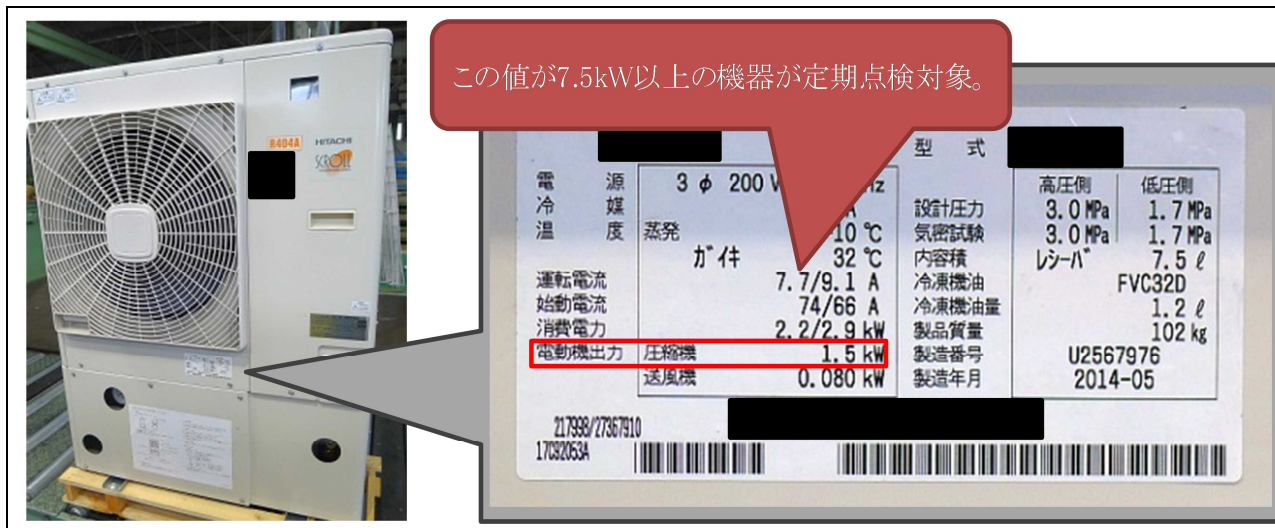 この値が7.5kW以上の機器が定期点検対象。
R404A HITACHI
SCROLL
型 式
電 源 3φ 200 V
冷 媒
温 度 蒸発 10 ℃
ガイキ 32 ℃
運転電流 7.7/9.1 A
始動電流 74/66 A
消費電力 2.2/2.9 kW
電動機出力 圧縮機 1.5 kW
送風機 0.080 kW
高圧側 低圧側
設計圧力 3.0 MPa 1.7 MPa
気密試験 3.0 MPa 1.7 MPa
内容積 レシーバ 7.5 ℓ
冷凍機油 FVC32D
冷凍機油量 1.2 ℓ
製品質量 102 kg
製造番号 U2567976
製造年月 2014-05
217998/27367910
17C92053A